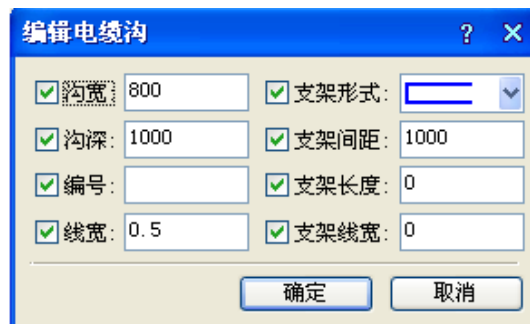 编辑电缆沟 ?
沟宽: 800 支架形式:
沟深: 1000 支架间距: 1000
编号: 支架长度: 0
线宽: 0.5 支架线宽: 0
确定 取消